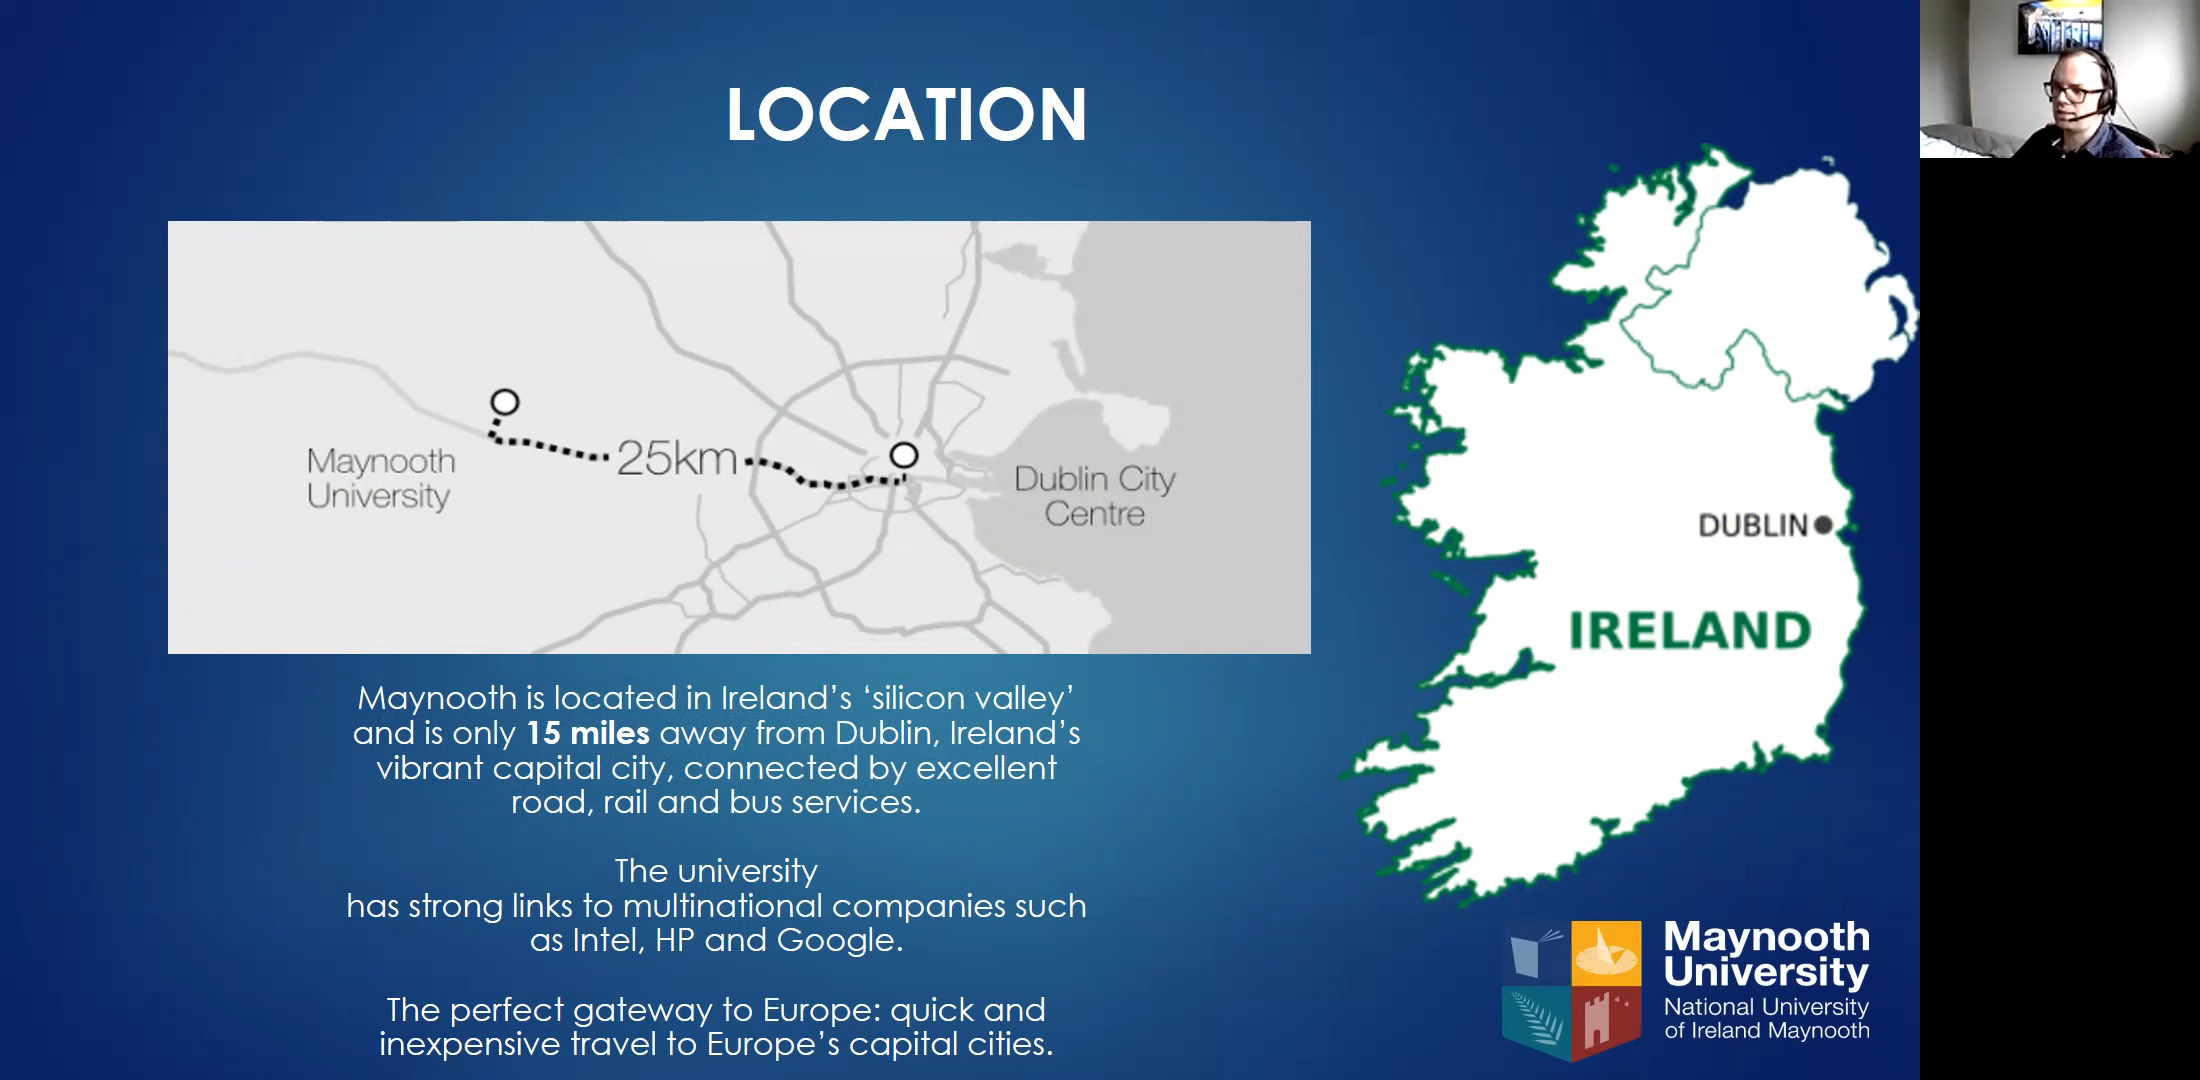 LOCATION
Maynooth
University
25km
Dublin City
Centre
DUBLIN
IRELAND
Maynooth is located in Ireland’s ‘silicon valley’
and is only 15 miles away from Dublin, Ireland’s
vibrant capital city, connected by excellent
road, rail and bus services.
The university
has strong links to multinational companies such
as Intel, HP and Google.
The perfect gateway to Europe: quick and
inexpensive travel to Europe’s capital cities.
Maynooth
University
National University
of Ireland Maynooth